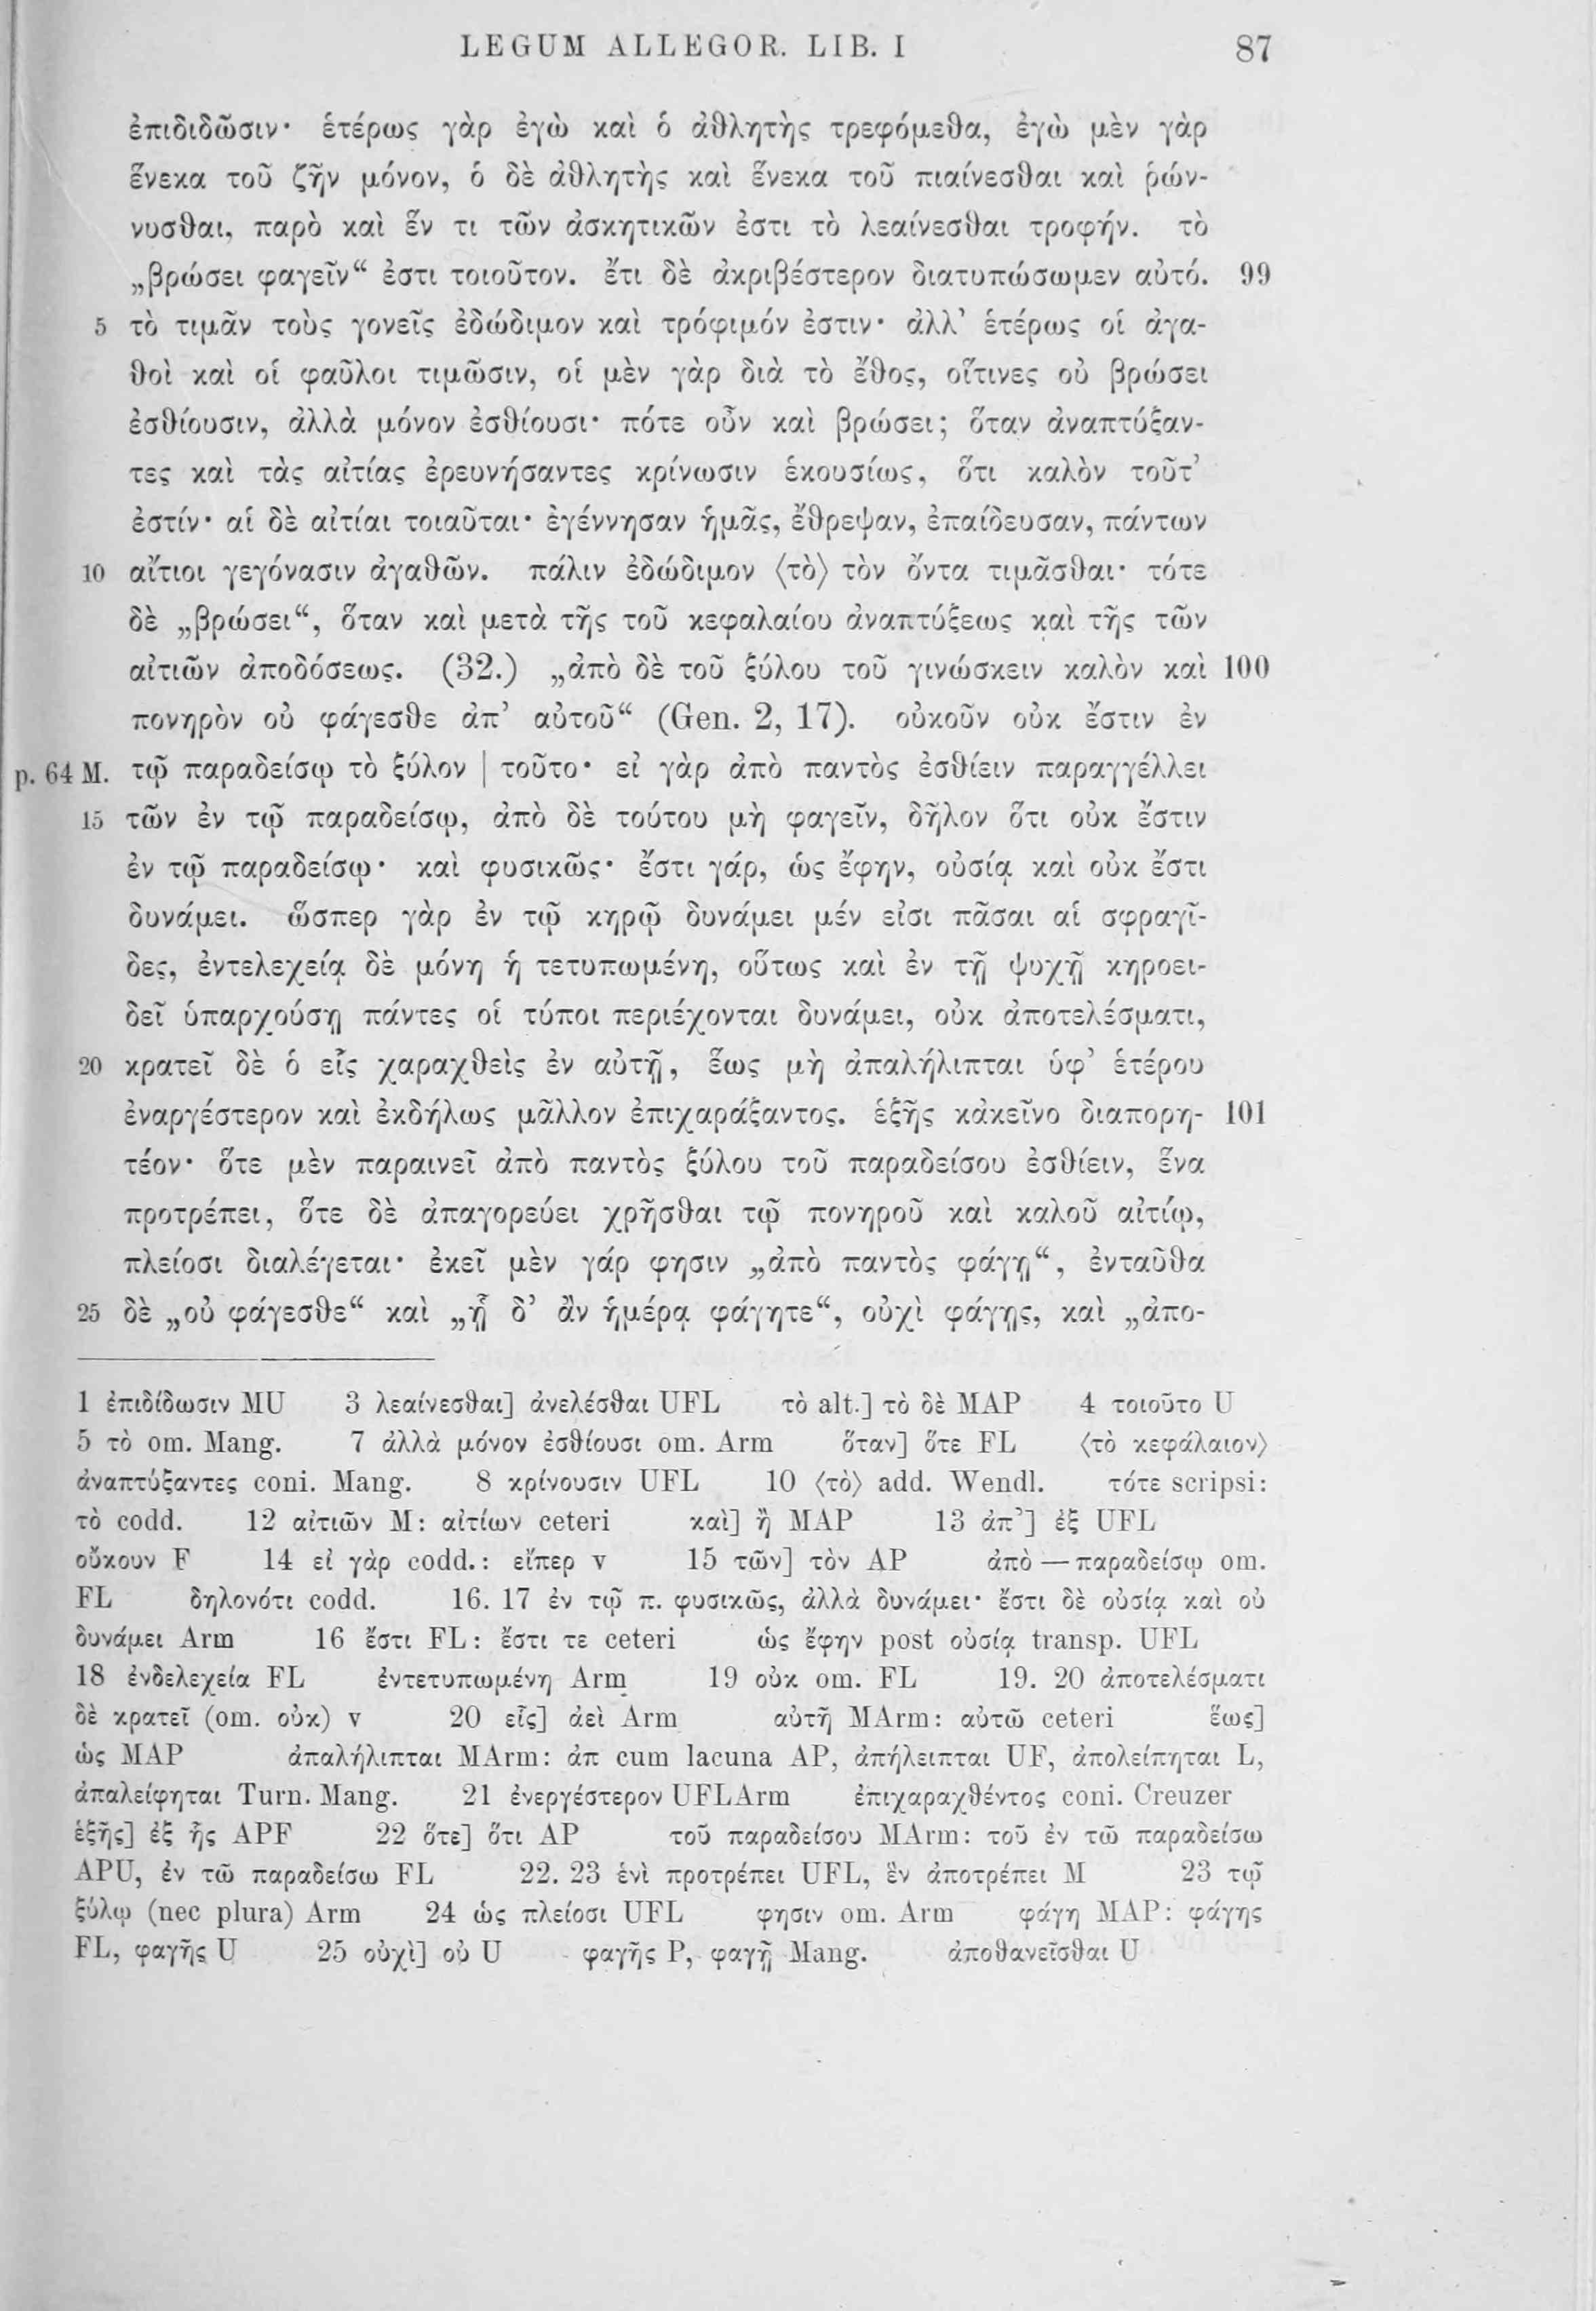 LEGUM ALLEGOR. LIB. I 87
ἐπιδιδῶσιν· ἑτέρως γὰρ ἐγὼ καὶ ὁ ἀθλητὴς τρεφόμεθα, ἐγὼ μὲν γὰρ
ἕνεκα τοῦ ζῆν μόνον, ὁ δὲ ἀθλητὴς καὶ ἕνεκα τοῦ πιαίνεσθαι καὶ ῥών-
νυσθαι, παρὸ καὶ ἕν τι τῶν ἀσκητικῶν ἐστι τὸ λεαίνεσθαι τροφήν. τὸ
„βρώσει φαγεῖν“ ἐστι τοιοῦτον. ἔτι δὲ ἀκριβέστερον διατυπώσωμεν αὐτό. 99
5 τὸ τιμᾶν τοὺς γονεῖς ἐδώδιμον καὶ τρόφιμόν ἐστιν· ἀλλ’ ἑτέρως οἱ ἀγα-
θοὶ καὶ οἱ φαῦλοι τιμῶσιν, οἱ μὲν γὰρ διὰ τὸ ἔθος, οἵτινες οὐ βρώσει
ἐσθίουσιν, ἀλλὰ μόνον ἐσθίουσι· πότε οὖν καὶ βρώσει; ὅταν ἀναπτύξαν-
τες καὶ τὰς αἰτίας ἐρευνήσαντες κρίνωσιν ἑκουσίως, ὅτι καλὸν τοῦτ’
ἐστίν· αἱ δὲ αἰτίαι τοιαῦται· ἐγέννησαν ἡμᾶς, ἔθρεψαν, ἐπαίδευσαν, πάντων
10 αἴτιοι γεγόνασιν ἀγαθῶν. πάλιν ἐδώδιμον ⟨τὸ⟩ τὸν ὄντα τιμᾶσθαι· τότε
δὲ „βρώσει“, ὅταν καὶ μετὰ τῆς τοῦ κεφαλαίου ἀναπτύξεως καὶ τῆς τῶν
αἰτιῶν ἀποδόσεως. (32.) „ἀπὸ δὲ τοῦ ξύλου τοῦ γινώσκειν καλὸν καὶ 100
πονηρὸν οὐ φάγεσθε ἀπ’ αὐτοῦ“ (Gen. 2, 17). οὐκοῦν οὐκ ἔστιν ἐν
p. 64 M. τῷ παραδείσῳ τὸ ξύλον | τοῦτο· εἰ γὰρ ἀπὸ παντὸς ἐσθίειν παραγγέλλει
15 τῶν ἐν τῷ παραδείσῳ, ἀπὸ δὲ τούτου μὴ φαγεῖν, δῆλον ὅτι οὐκ ἔστιν
ἐν τῷ παραδείσῳ· καὶ φυσικῶς· ἔστι γάρ, ὡς ἔφην, οὐσίᾳ καὶ οὐκ ἔστι
δυνάμει. ὥσπερ γὰρ ἐν τῷ κηρῷ δυνάμει μέν εἰσι πᾶσαι αἱ σφραγῖ-
δες, ἐντελεχείᾳ δὲ μόνη ἡ τετυπωμένη, οὕτως καὶ ἐν τῇ ψυχῇ κηροει-
δεῖ ὑπαρχούσῃ πάντες οἱ τύποι περιέχονται δυνάμει, οὐκ ἀποτελέσματι,
20 κρατεῖ δὲ ὁ εἷς χαραχθεὶς ἐν αὐτῇ, ἕως μὴ ἀπαλήλιπται ὑφ’ ἑτέρου
ἐναργέστερον καὶ ἐκδήλως μᾶλλον ἐπιχαράξαντος. ἑξῆς κἀκεῖνο διαπορη- 101
τέον· ὅτε μὲν παραινεῖ ἀπὸ παντὸς ξύλου τοῦ παραδείσου ἐσθίειν, ἕνα
προτρέπει, ὅτε δὲ ἀπαγορεύει χρῆσθαι τῷ πονηροῦ καὶ καλοῦ αἰτίῳ,
πλείοσι διαλέγεται· ἐκεῖ μὲν γάρ φησιν „ἀπὸ παντὸς φάγῃ“, ἐνταῦθα
25 δὲ „οὐ φάγεσθε“ καὶ „ᾗ δ’ ἂν ἡμέρᾳ φάγητε“, οὐχὶ φάγῃς, καὶ „ἀπο-
1 ἐπιδίδωσιν MU 3 λεαίνεσθαι] ἀνελέσθαι UFL τὸ alt.] τὸ δὲ MAP 4 τοιοῦτο U
5 τὸ om. Mang. 7 ἀλλὰ μόνον ἐσθίουσι om. Arm ὅταν] ὅτε FL ⟨τὸ κεφάλαιον⟩
ἀναπτύξαντες coni. Mang. 8 κρίνουσιν UFL 10 ⟨τὸ⟩ add. Wendl. τότε scripsi:
τὸ codd. 12 αἰτιῶν M: αἰτίων ceteri καὶ] ἢ MAP 13 ἀπ’] ἐξ UFL
οὔκουν F 14 εἰ γὰρ codd.: εἴπερ v 15 τῶν] τὸν AP ἀπὸ — παραδείσῳ om.
FL δηλονότι codd. 16. 17 ἐν τῷ π. φυσικῶς, ἀλλὰ δυνάμει· ἔστι δὲ οὐσίᾳ καὶ οὐ
δυνάμει Arm 16 ἔστι FL: ἔστι τε ceteri ὡς ἔφην post οὐσίᾳ transp. UFL
18 ἐνδελεχεία FL ἐντετυπωμένη Arm 19 οὐκ om. FL 19. 20 ἀποτελέσματι
δὲ κρατεῖ (om. οὐκ) v 20 εἷς] ἀεὶ Arm αὐτῆ MArm: αὐτῶ ceteri ἕως]
ὡς MAP ἀπαλήλιπται MArm: ἀπ cum lacuna AP, ἀπήλειπται UF, ἀπολείπηται L,
ἀπαλείφηται Turn. Mang. 21 ἐνεργέστερον UFLArm ἐπιχαραχθέντος coni. Creuzer
ἑξῆς] ἐξ ἧς APF 22 ὅτε] ὅτι AP τοῦ παραδείσου MArm: τοῦ ἐν τῶ παραδείσω
APU, ἐν τῶ παραδείσω FL 22. 23 ἑνὶ προτρέπει UFL, ἓν ἀποτρέπει M 23 τῷ
ξύλῳ (nec plura) Arm 24 ὡς πλείοσι UFL φησιν om. Arm φάγη MAP: φάγης
FL, φαγῆς U 25 οὐχὶ] οὐ U φαγῆς P, φαγῇ Mang. ἀποθανεῖσθαι U